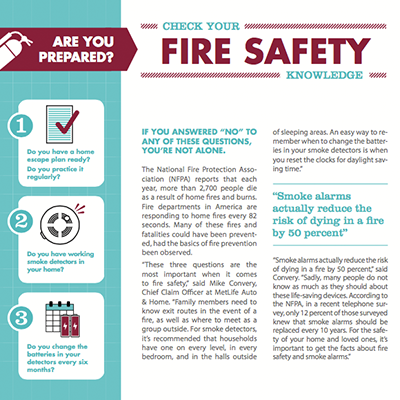 ARE YOU
PREPARED?
CHECK YOUR
FIRE SAFETY
KNOWLEDGE
1
Do you have a home
escape plan ready?
Do you practice it
regularly?
2
Do you have working
smoke detectors in
your home?
3
Do you change the
batteries in your
detectors every six
months?
IF YOU ANSWERED “NO” TO
ANY OF THESE QUESTIONS,
YOU’RE NOT ALONE.
The National Fire Protection Asso-
ciation (NFPA) reports that each
year, more than 2,700 people die
as a result of home fires and burns.
Fire departments in America are
responding to home fires every 82
seconds. Many of these fires and
fatalities could have been prevent-
ed, had the basics of fire prevention
been observed.
“These three questions are the
most important when it comes
to fire safety,” said Mike Convery,
Chief Claim Officer at MetLife Auto
& Home. “Family members need to
know exit routes in the event of a
fire, as well as where to meet as a
group outside. For smoke detectors,
it’s recommended that households
have one on every level, in every
bedroom, and in the halls outside
of sleeping areas. An easy way to re-
member when to change the batter-
ies in your smoke detectors is when
you reset the clocks for daylight sav-
ing time.”
“Smoke alarms
actually reduce the
risk of dying in a fire
by 50 percent”
“Smoke alarms actually reduce the risk
of dying in a fire by 50 percent,” said
Convery. “Sadly, many people do not
know as much as they should about
these life-saving devices. According to
the NFPA, in a recent telephone sur-
vey, only 12 percent of those surveyed
knew that smoke alarms should be
replaced every 10 years. For the safety
of your home and loved ones, it’s
important to get the facts about fire
safety and smoke alarms.”